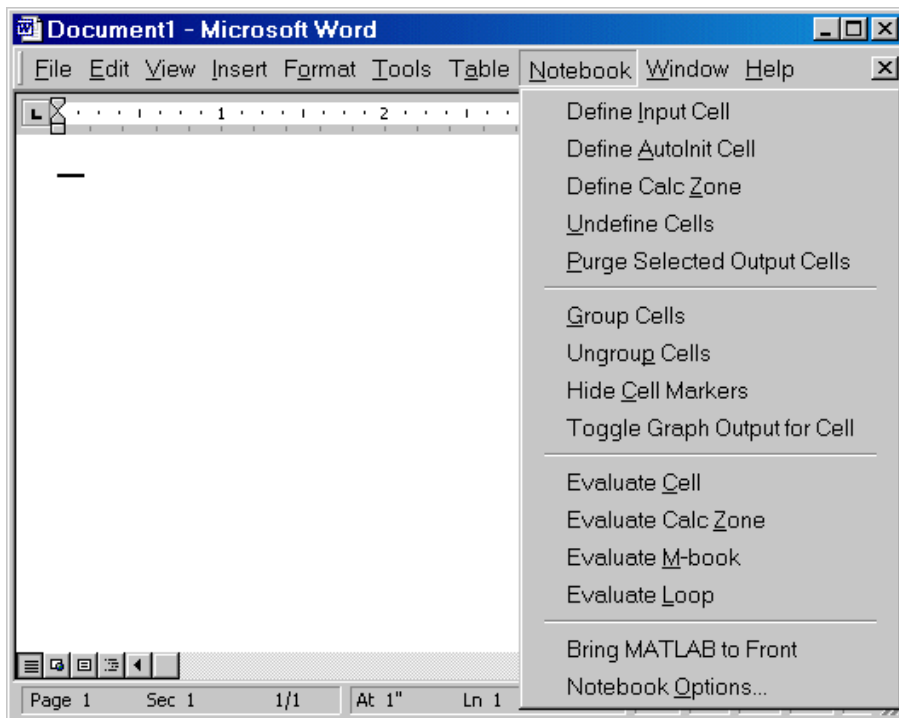 Document1 - Microsoft Word
File Edit View Insert Format Tools Table Notebook Window Help
1 2
Define Input Cell
Define AutoInit Cell
Define Calc Zone
Undefine Cells
Purge Selected Output Cells
Group Cells
Ungroup Cells
Hide Cell Markers
Toggle Graph Output for Cell
Evaluate Cell
Evaluate Calc Zone
Evaluate M-book
Evaluate Loop
Bring MATLAB to Front
Notebook Options...
Page 1 Sec 1 1/1 At 1" Ln 1